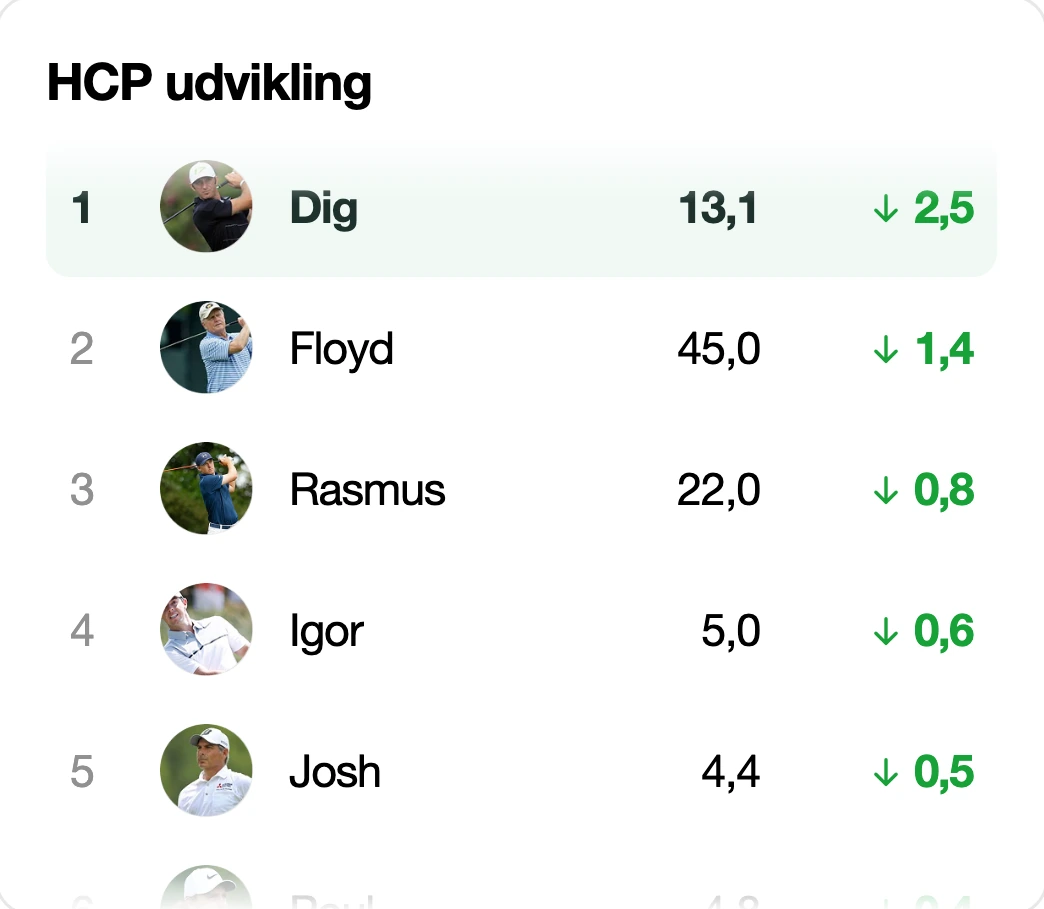 HCP udvikling
1 Dig 13,1 ↓ 2,5
2 Floyd 45,0 ↓ 1,4
3 Rasmus 22,0 ↓ 0,8
4 Igor 5,0 ↓ 0,6
5 Josh 4,4 ↓ 0,5